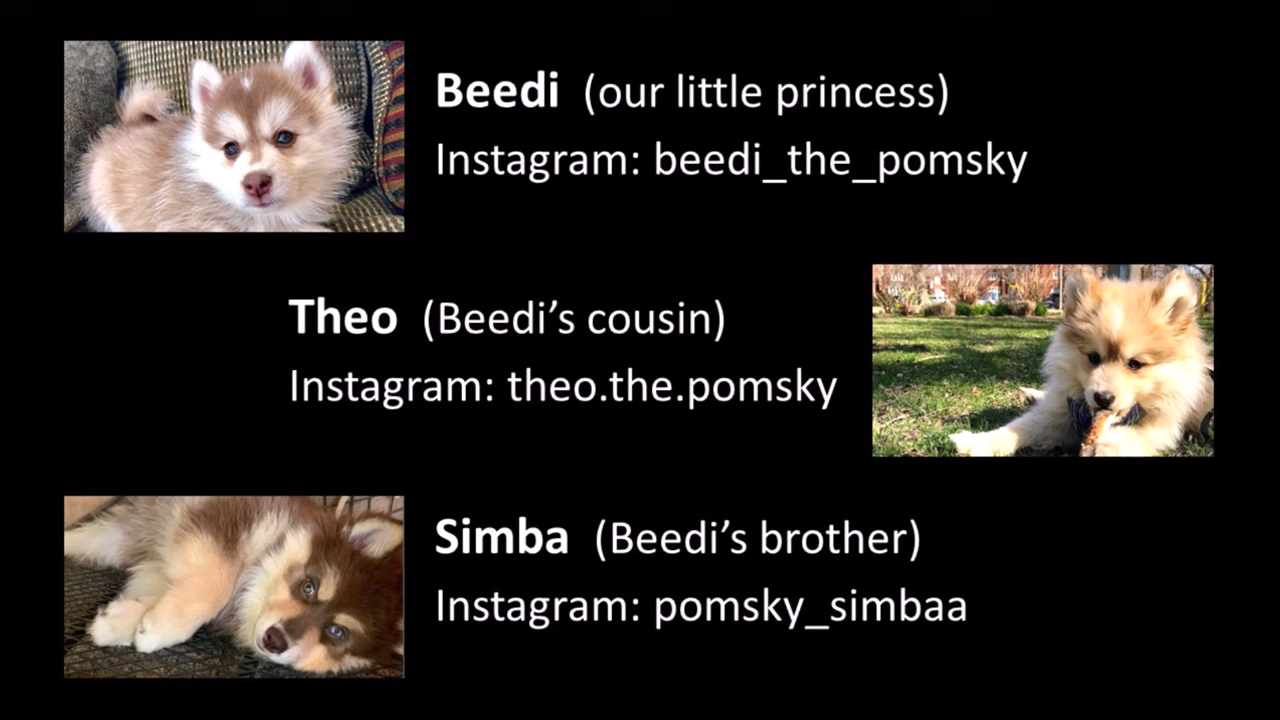 Beedi (our little princess)
Instagram: beedi_the_pomsky
Theo (Beedi’s cousin)
Instagram: theo.the.pomsky
Simba (Beedi’s brother)
Instagram: pomsky_simbaa